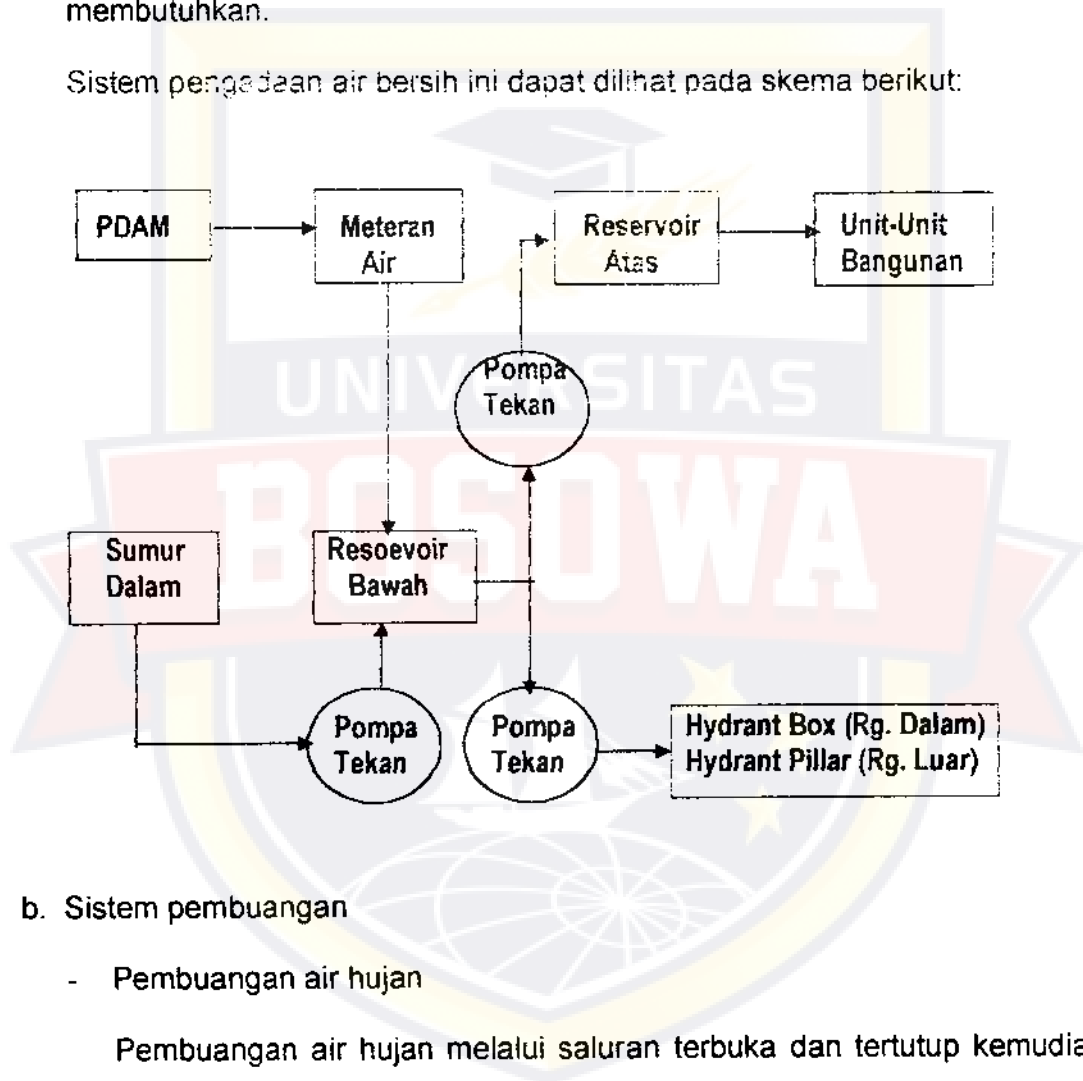 membutuhkan.
Sistem pengadaan air bersih ini dapat dilihat pada skema berikut:
PDAM
Meteran
Air
Reservoir
Atas
Unit-Unit
Bangunan
Pompa
Tekan
UNIVERSITAS
BOSOWA
Sumur
Dalam
Resoevoir
Bawah
Pompa
Tekan
Pompa
Tekan
Hydrant Box (Rg. Dalam)
Hydrant Pillar (Rg. Luar)
b. Sistem pembuangan
- Pembuangan air hujan
Pembuangan air hujan melalui saluran terbuka dan tertutup kemudia